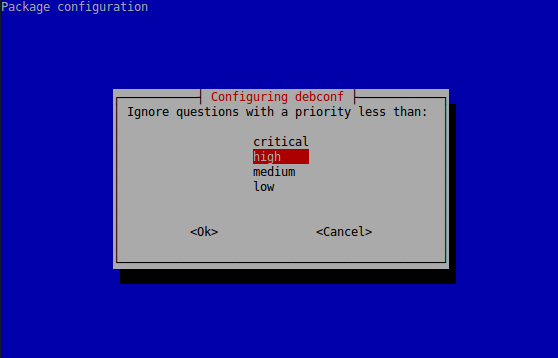 Package configuration
Configuring debconf
Ignore questions with a priority less than:
critical
high
medium
low
<Ok> <Cancel>